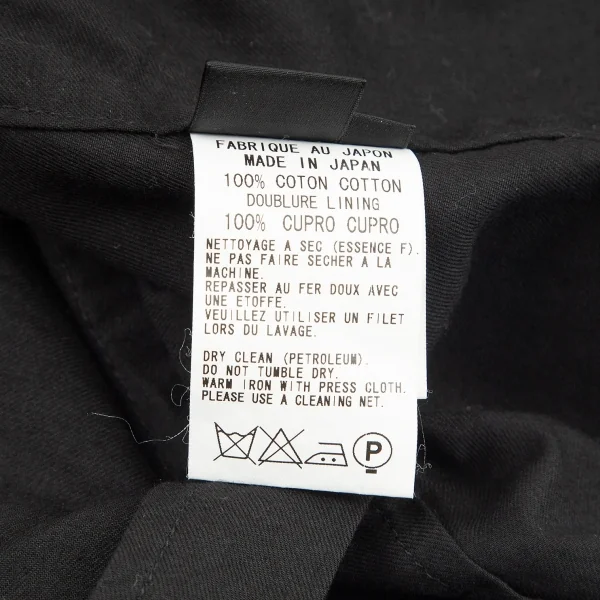 FABRIQUE AU JAPON
MADE IN JAPAN
100% COTON COTTON
DOUBLURE LINING
100% CUPRO CUPRO
NETTOYAGE A SEC (ESSENCE F).
NE PAS FAIRE SECHER A LA
MACHINE.
REPASSER AU FER DOUX AVEC
UNE ETOFFE.
VEUILLEZ UTILISER UN FILET
LORS DU LAVAGE.
DRY CLEAN (PETROLEUM).
DO NOT TUMBLE DRY.
WARM IRON WITH PRESS CLOTH.
PLEASE USE A CLEANING NET.
P